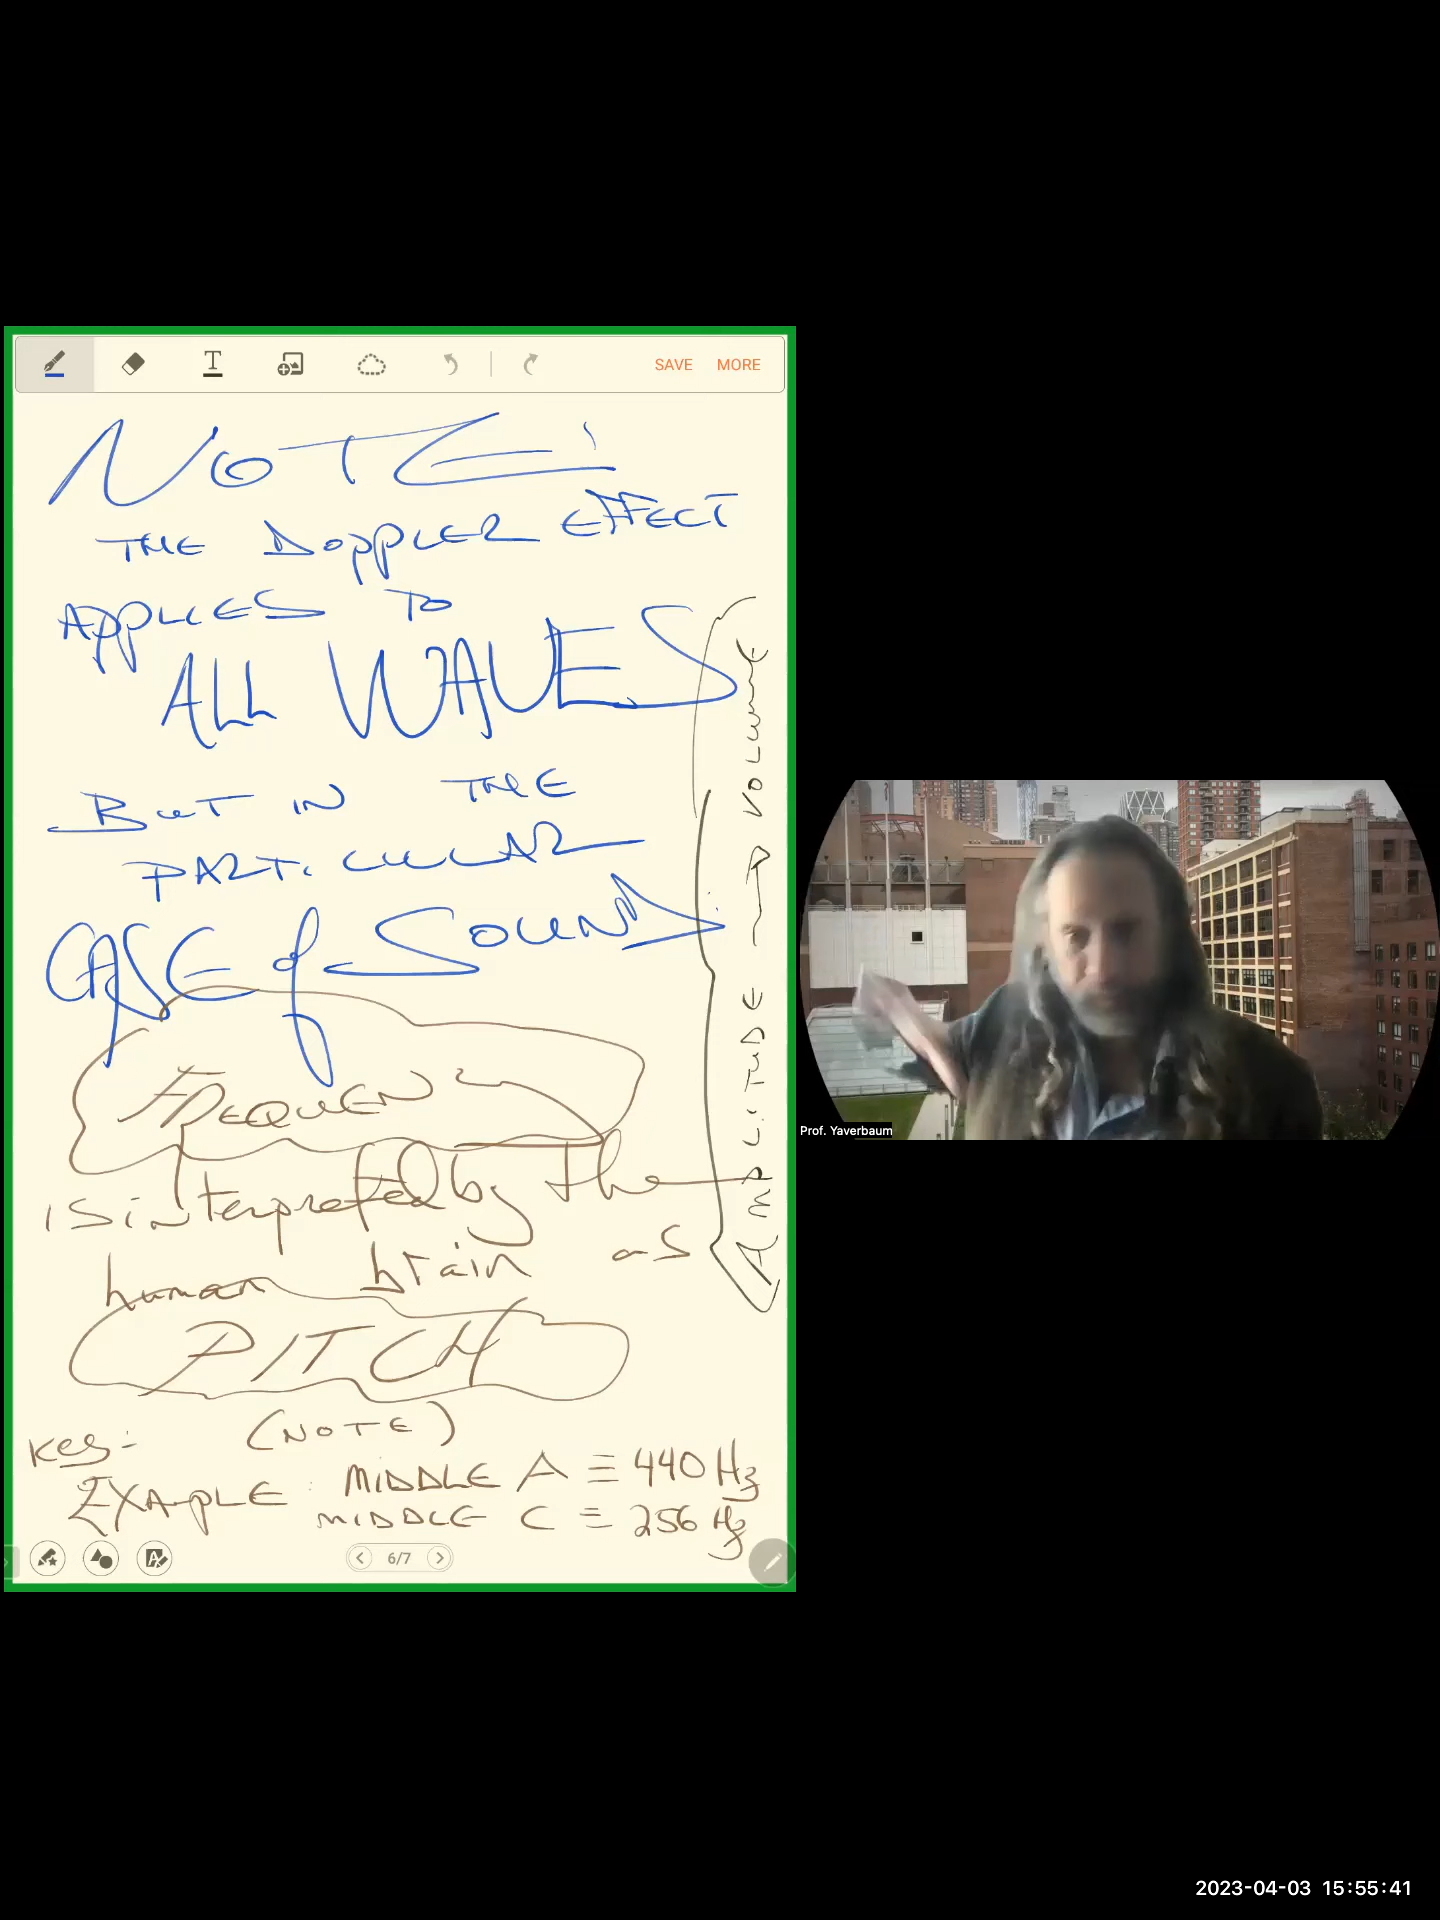 SAVE MORE
NOTE:
THE DOPPLER EFFECT
APPLIES TO
ALL WAVES
BUT IN THE
PARTICULAR
CASE of SOUND:
FREQUENCY
is interpreted by the
human brain as
PITCH
(NOTE)
Key:
EXAMPLE: MIDDLE A ≡ 440 Hz
MIDDLE C ≡ 256 Hz
AMPLITUDE → VOLUME
6/7
Prof. Yaverbaum
2023-04-03 15:55:41